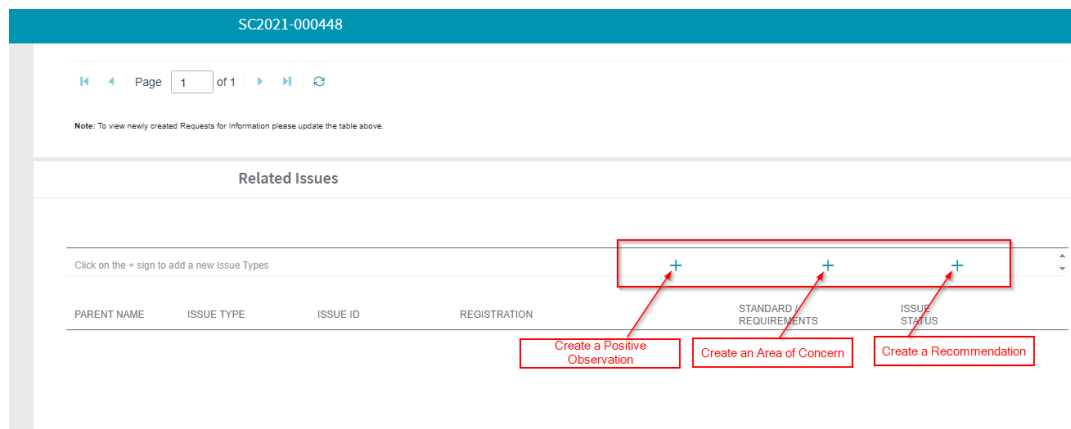 SC2021-000448
Page 1 of 1
Note: To view newly created Requests for Information please update the table above.
Related Issues
Click on the + sign to add a new Issue Types
+ + +
PARENT NAME ISSUE TYPE ISSUE ID REGISTRATION STANDARD / ISSUE
REQUIREMENTS STATUS
Create a Positive
Observation
Create an Area of Concern
Create a Recommendation